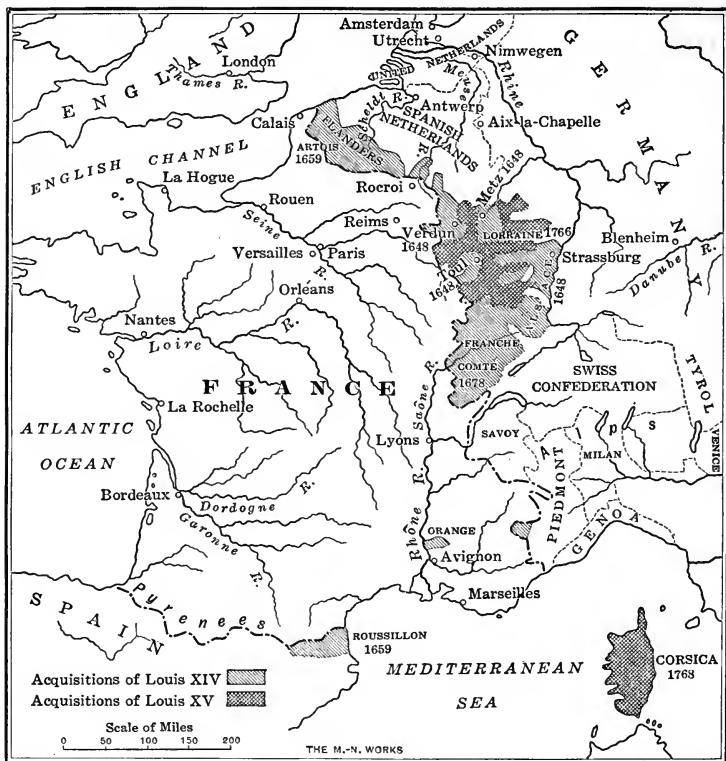 Amsterdam
Utrecht
UNITED NETHERLANDS
Nimwegen
GERMANY
ENGLAND
London
Thames R.
Meuse
Rhine
Scheldt R.
Antwerp
SPANISH
NETHERLANDS
Aix-la-Chapelle
Calais
FLANDERS
ARTOIS
1659
R.
ENGLISH CHANNEL
La Hogue
Rocroi
Metz 1648
Rouen
Seine
R.
Reims
Verdun
1648
LORRAINE 1766
Blenheim
Versailles
Paris
Strassburg
Toul
1648
ALSACE
1648
Danube R.
Orléans
Nantes
Loire
R.
FRANCHE
COMTÉ
1678
SWISS
CONFEDERATION
TYROL
FRANCE
La Rochelle
Saône R.
ATLANTIC
OCEAN
Lyons
SAVOY
Alps
MILAN
VENICE
PIEDMONT
Bordeaux
Dordogne R.
Garonne
R.
Rhône R.
ORANGE
GENOA
Avignon
Marseilles
SPAIN
Pyrenees
ROUSSILLON
1659
MEDITERRANEAN
SEA
CORSICA
1768
Acquisitions of Louis XIV
Acquisitions of Louis XV
Scale of Miles
0 50 100 150 200
THE M.-N. WORKS